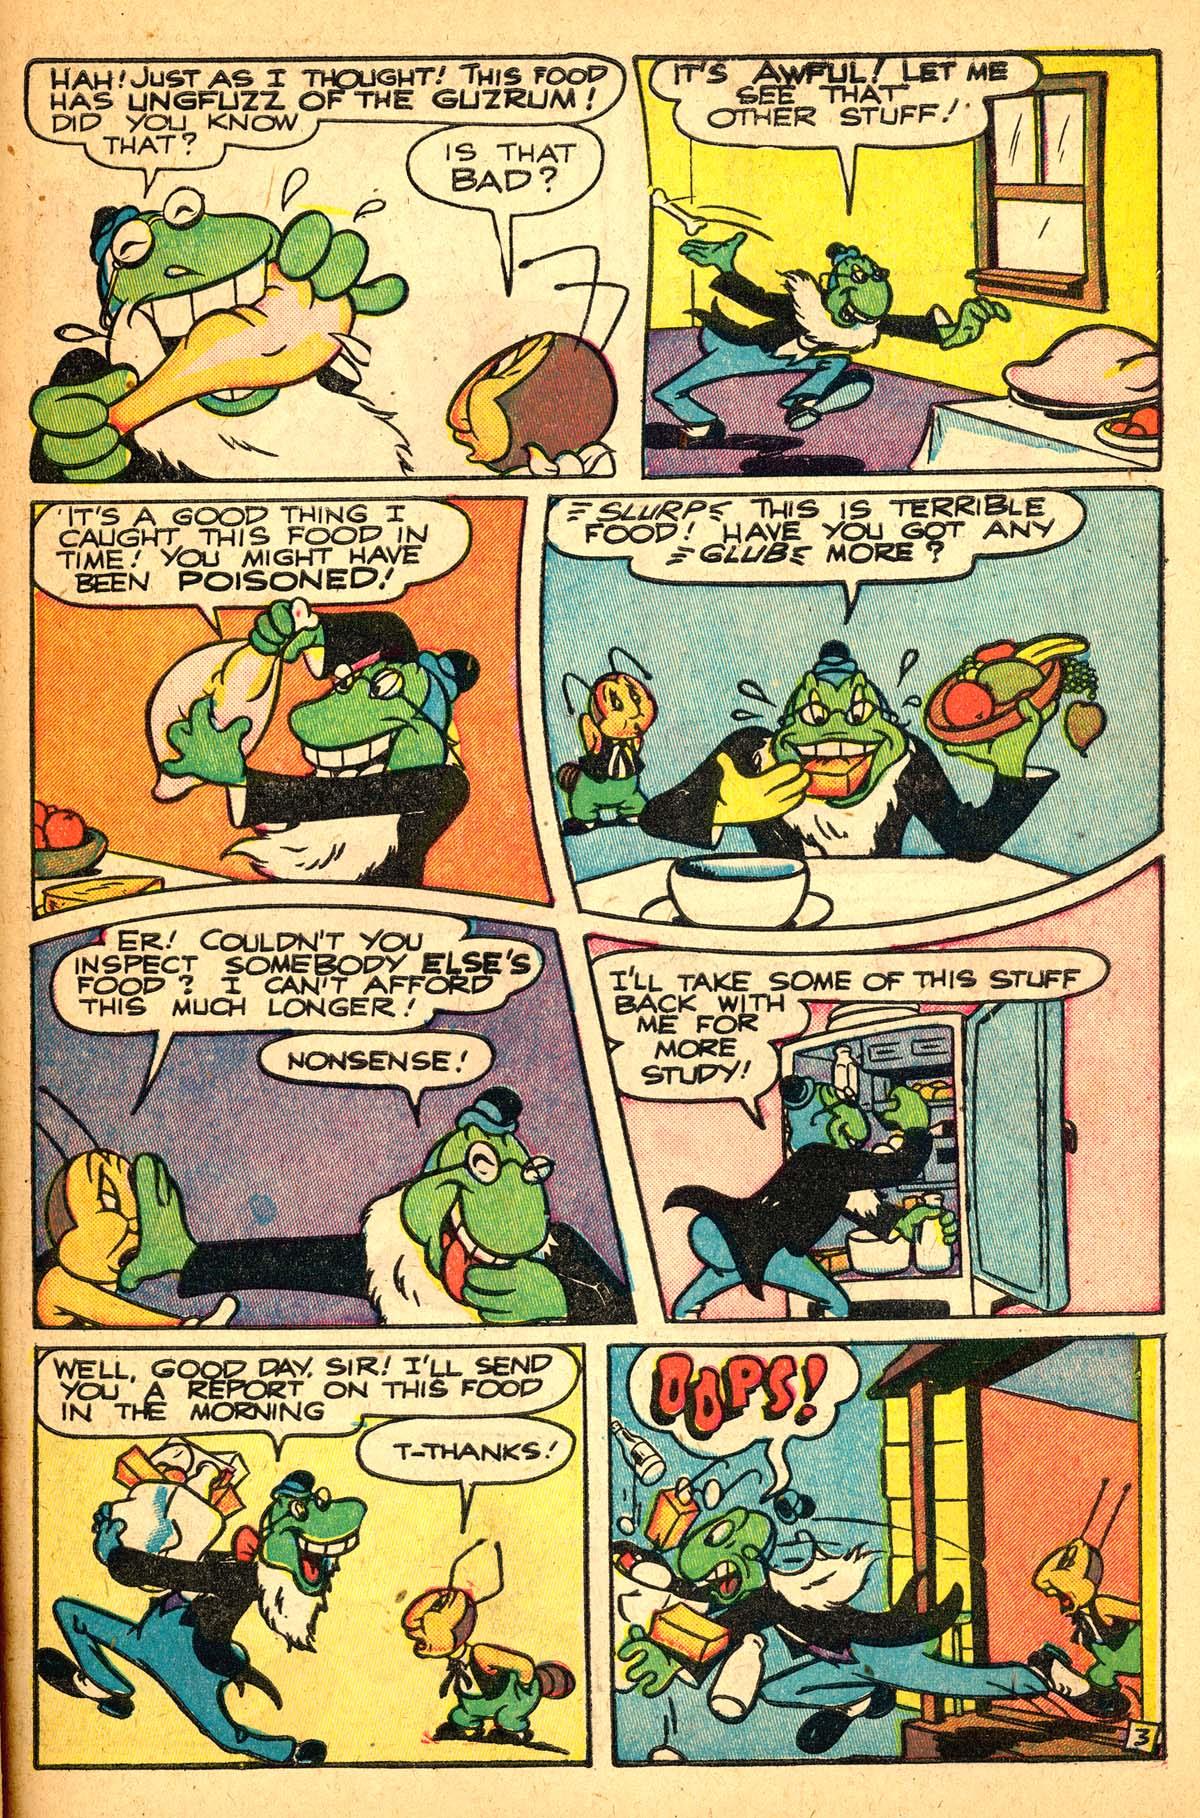 HAH! JUST AS I THOUGHT! THIS FOOD
HAS UNGFUZZ OF THE GUZRUM!
DID YOU KNOW
THAT?
IS THAT
BAD?
IT'S AWFUL! LET ME
SEE THAT
OTHER STUFF!
IT'S A GOOD THING I
CAUGHT THIS FOOD IN
TIME! YOU MIGHT HAVE
BEEN POISONED!
SLURP THIS IS TERRIBLE
FOOD! HAVE YOU GOT ANY
GLUB MORE?
ER! COULDN'T YOU
INSPECT SOMEBODY ELSE'S
FOOD? I CAN'T AFFORD
THIS MUCH LONGER!
NONSENSE!
I'LL TAKE SOME OF THIS STUFF
BACK WITH
ME FOR
MORE
STUDY!
WELL, GOOD DAY, SIR! I'LL SEND
YOU A REPORT ON THIS FOOD
IN THE MORNING
T-THANKS!
OOPS!
3